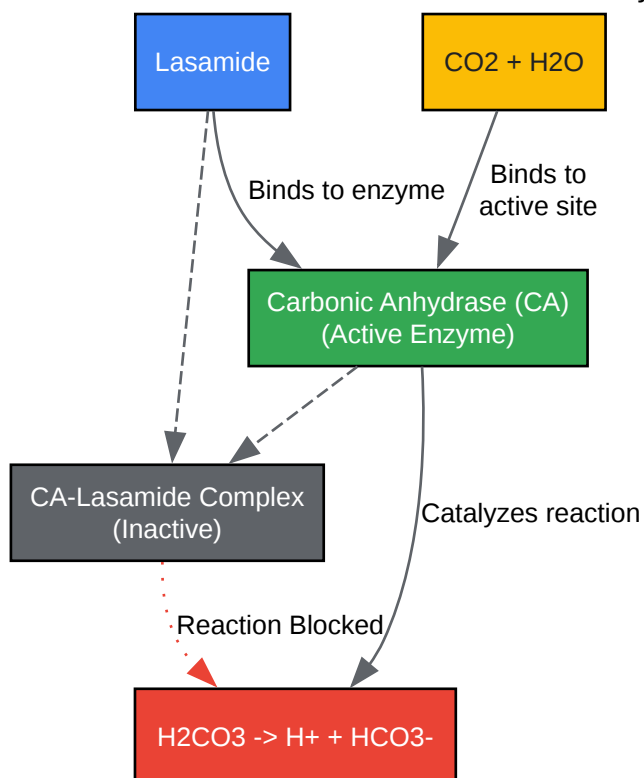 Lasamide
CO2 + H2O
Binds to enzyme
Binds to
active site
Carbonic Anhydrase (CA)
(Active Enzyme)
CA-Lasamide Complex
(Inactive)
Catalyzes reaction
Reaction Blocked
H2CO3 -> H+ + HCO3-